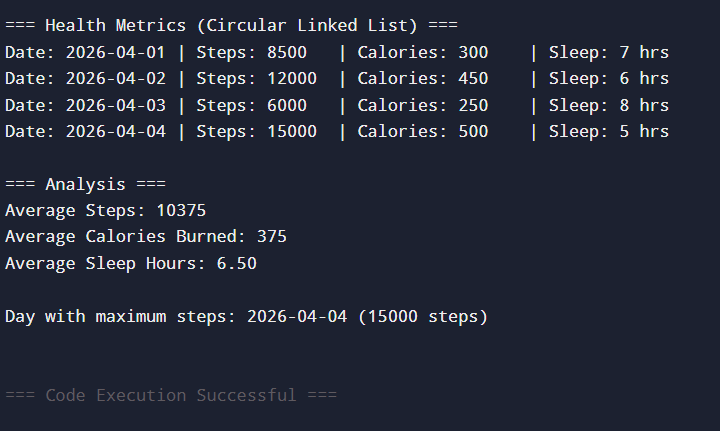 === Health Metrics (Circular Linked List) ===
Date: 2026-04-01 | Steps: 8500   | Calories: 300    | Sleep: 7 hrs
Date: 2026-04-02 | Steps: 12000  | Calories: 450    | Sleep: 6 hrs
Date: 2026-04-03 | Steps: 6000   | Calories: 250    | Sleep: 8 hrs
Date: 2026-04-04 | Steps: 15000  | Calories: 500    | Sleep: 5 hrs
=== Analysis ===
Average Steps: 10375
Average Calories Burned: 375
Average Sleep Hours: 6.50
Day with maximum steps: 2026-04-04 (15000 steps)
=== Code Execution Successful ===